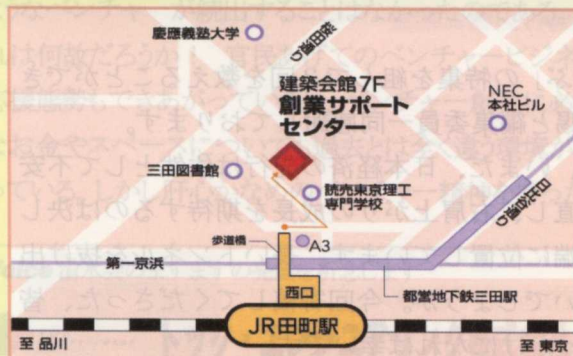 慶應義塾大学
桜田通り
建築会館7F
創業サポート
センター
NEC
本社ビル
三田図書館
読売東京理工
専門学校
日比谷通り
歩道橋
A3
第一京浜
西口
都営地下鉄三田駅
JR田町駅
至 品川
至 東京